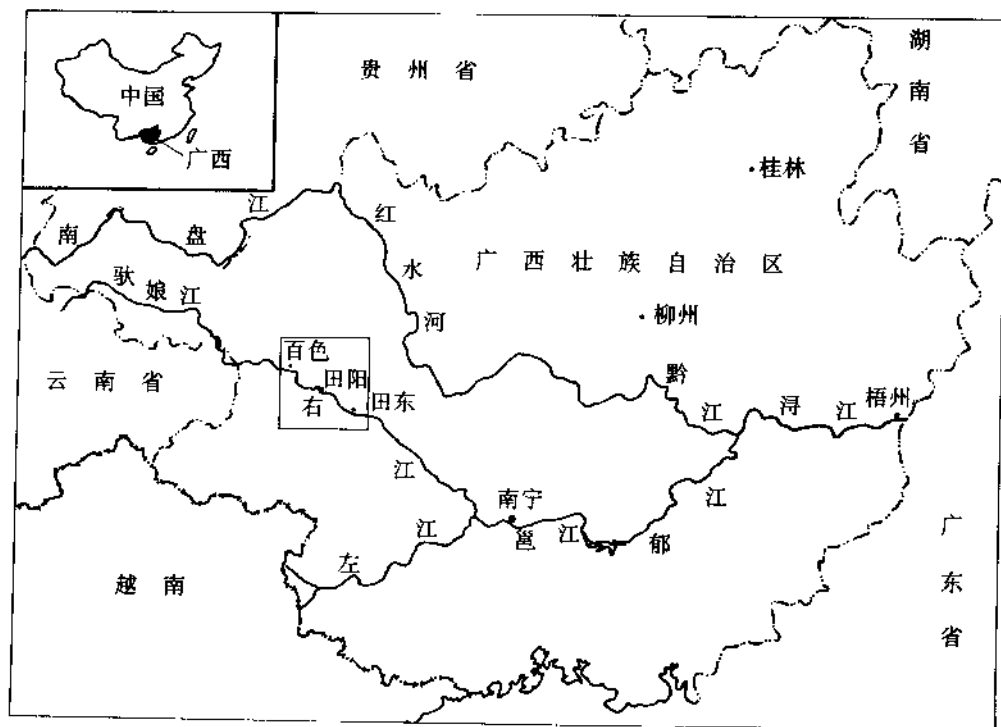 中国
广西
贵州省
湖南省
桂林
南盘江
红水河
广西壮族自治区
驮娘江
柳州
百色
田阳
田东
云南省
右江
黔江
浔江
梧州
南宁
邕江
郁江
左江
越南
广东省